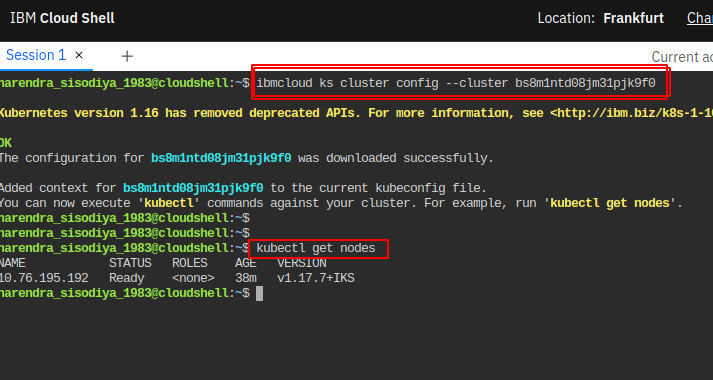 IBM Cloud Shell
Location: Frankfurt
Session 1 × +
Current
narendra_sisodiya_1983@cloudshell:~$ ibmcloud ks cluster config --cluster bs8m1ntd08jm31pjk9f0
Kubernetes version 1.16 has removed deprecated APIs. For more information, see <http://ibm.biz/k8s-1-1
OK
The configuration for bs8m1ntd08jm31pjk9f0 was downloaded successfully.
Added context for bs8m1ntd08jm31pjk9f0 to the current kubeconfig file.
You can now execute 'kubectl' commands against your cluster. For example, run 'kubectl get nodes'.
narendra_sisodiya_1983@cloudshell:~$
narendra_sisodiya_1983@cloudshell:~$
narendra_sisodiya_1983@cloudshell:~$ kubectl get nodes
NAME STATUS ROLES AGE VERSION
10.76.195.192 Ready <none> 38m v1.17.7+IKS
narendra_sisodiya_1983@cloudshell:~$